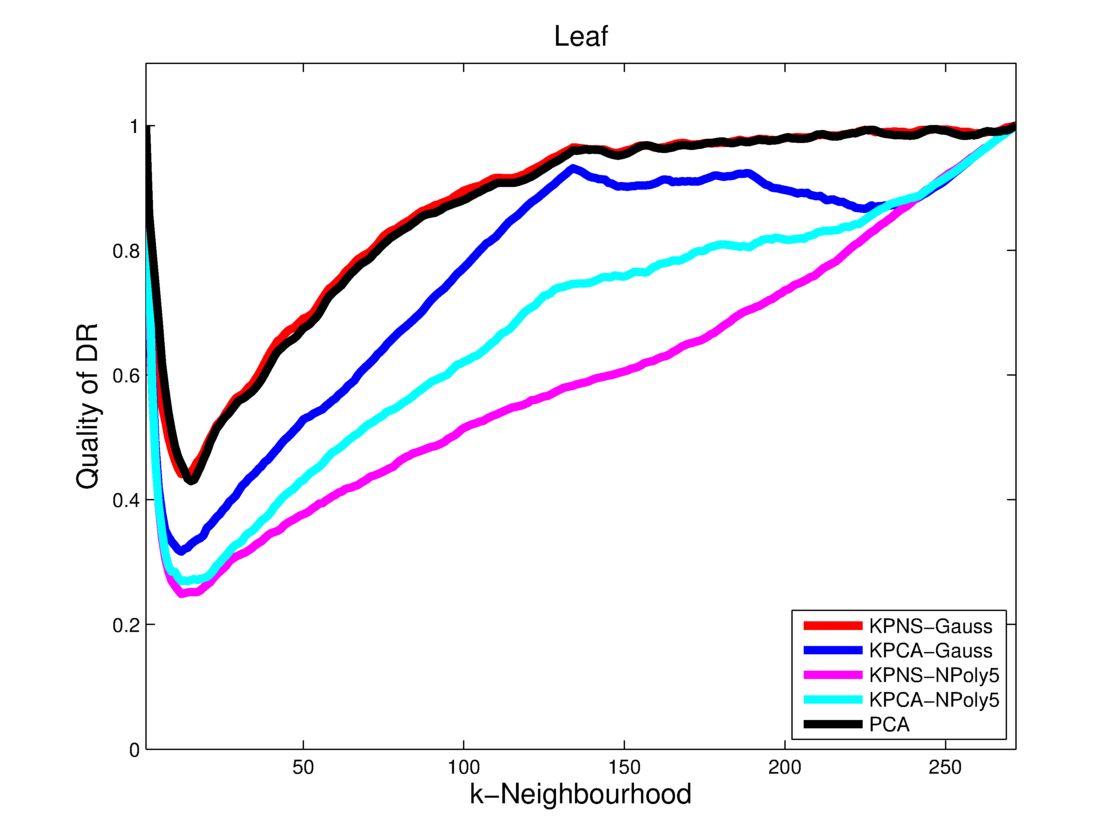 Leaf
Quality of DR
1
0.8
0.6
0.4
0.2
0
50 100 150 200 250
k−Neighbourhood
KPNS−Gauss
KPCA−Gauss
KPNS−NPoly5
KPCA−NPoly5
PCA